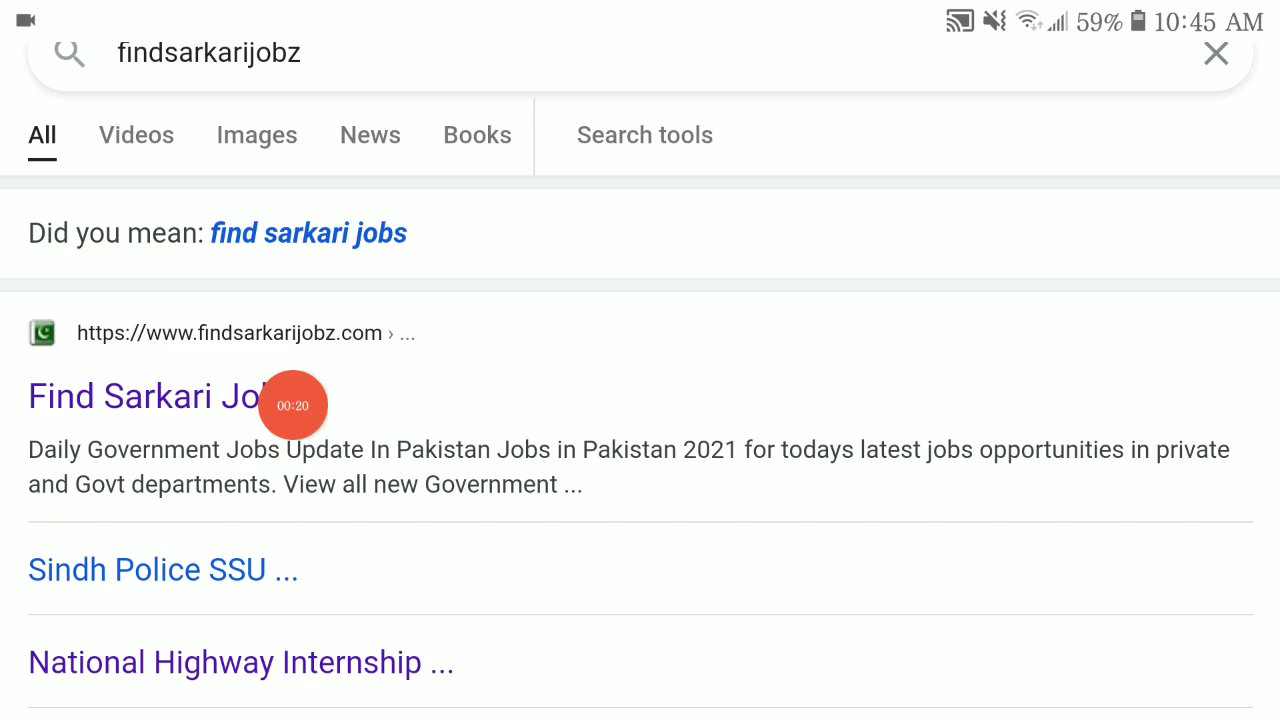 59% 10:45 AM
findsarkarijobz
All Videos Images News Books Search tools
Did you mean: find sarkari jobs
https://www.findsarkarijobz.com › ...
Find Sarkari
00:20
Daily Government Jobs Update In Pakistan Jobs in Pakistan 2021 for todays latest jobs opportunities in private
and Govt departments. View all new Government ...
Sindh Police SSU ...
National Highway Internship ...